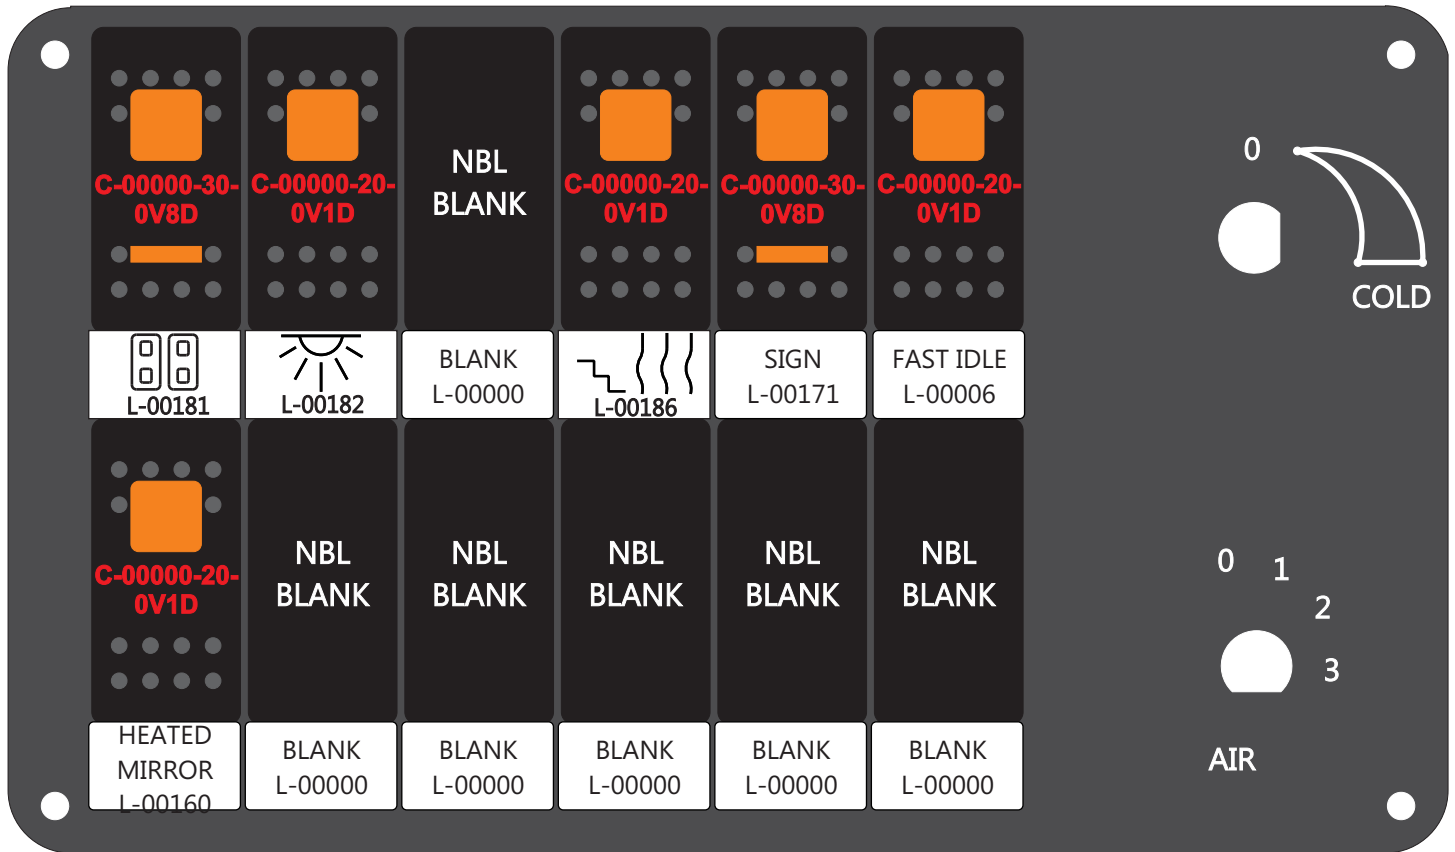 C-00000-30-
0V8D
L-00181
C-00000-20-
0V1D
L-00182
NBL
BLANK
BLANK
L-00000
C-00000-20-
0V1D
L-00186
C-00000-30-
0V8D
SIGN
L-00171
C-00000-20-
0V1D
FAST IDLE
L-00006
0
COLD
C-00000-20-
0V1D
HEATED
MIRROR
L-00160
NBL
BLANK
BLANK
L-00000
NBL
BLANK
BLANK
L-00000
NBL
BLANK
BLANK
L-00000
NBL
BLANK
BLANK
L-00000
NBL
BLANK
BLANK
L-00000
0
1
2
3
AIR